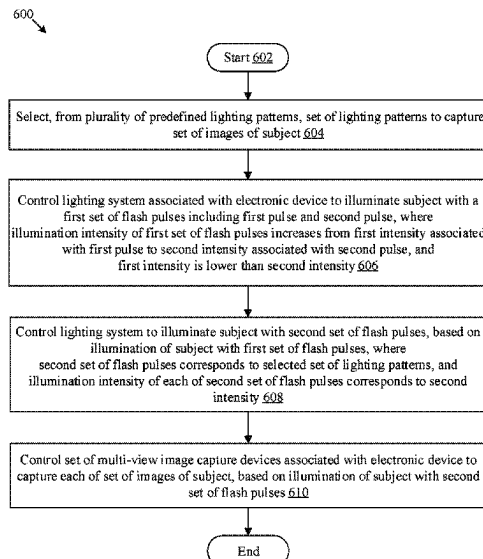 600
Start 602
Select, from plurality of predefined lighting patterns, set of lighting patterns to capture
set of images of subject 604
Control lighting system associated with electronic device to illuminate subject with a
first set of flash pulses including first pulse and second pulse, where
illumination intensity of first set of flash pulses increases from first intensity associated
with first pulse to second intensity associated with second pulse, and
first intensity is lower than second intensity 606
Control lighting system to illuminate subject with second set of flash pulses, based on
illumination of subject with first set of flash pulses, where
second set of flash pulses corresponds to selected set of lighting patterns, and
illumination intensity of each of second set of flash pulses corresponds to second
intensity 608
Control set of multi-view image capture devices associated with electronic device to
capture each of set of images of subject, based on illumination of subject with second
set of flash pulses 610
End